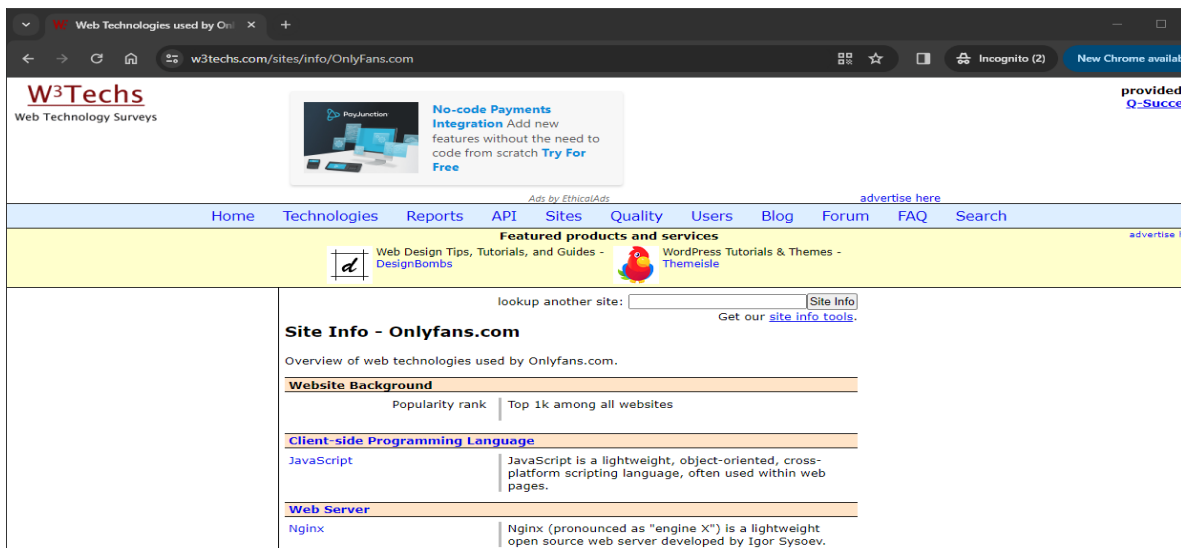 Web Technologies used by Onl
w3techs.com/sites/info/OnlyFans.com
Incognito (2)
New Chrome availab
W3Techs
Web Technology Surveys
PayJunction
No-code Payments
Integration Add new
features without the need to
code from scratch Try For
Free
provided
Q-Succe
Ads by EthicalAds
advertise here
Home Technologies Reports API Sites Quality Users Blog Forum FAQ Search
Featured products and services
advertise h
d
Web Design Tips, Tutorials, and Guides -
DesignBombs
WordPress Tutorials & Themes -
Themeisle
lookup another site: Site Info
Get our site info tools.
Site Info - Onlyfans.com
Overview of web technologies used by Onlyfans.com.
Website Background
Popularity rank Top 1k among all websites
Client-side Programming Language
JavaScript JavaScript is a lightweight, object-oriented, cross-
platform scripting language, often used within web
pages.
Web Server
Nginx Nginx (pronounced as "engine X") is a lightweight
open source web server developed by Igor Sysoev.